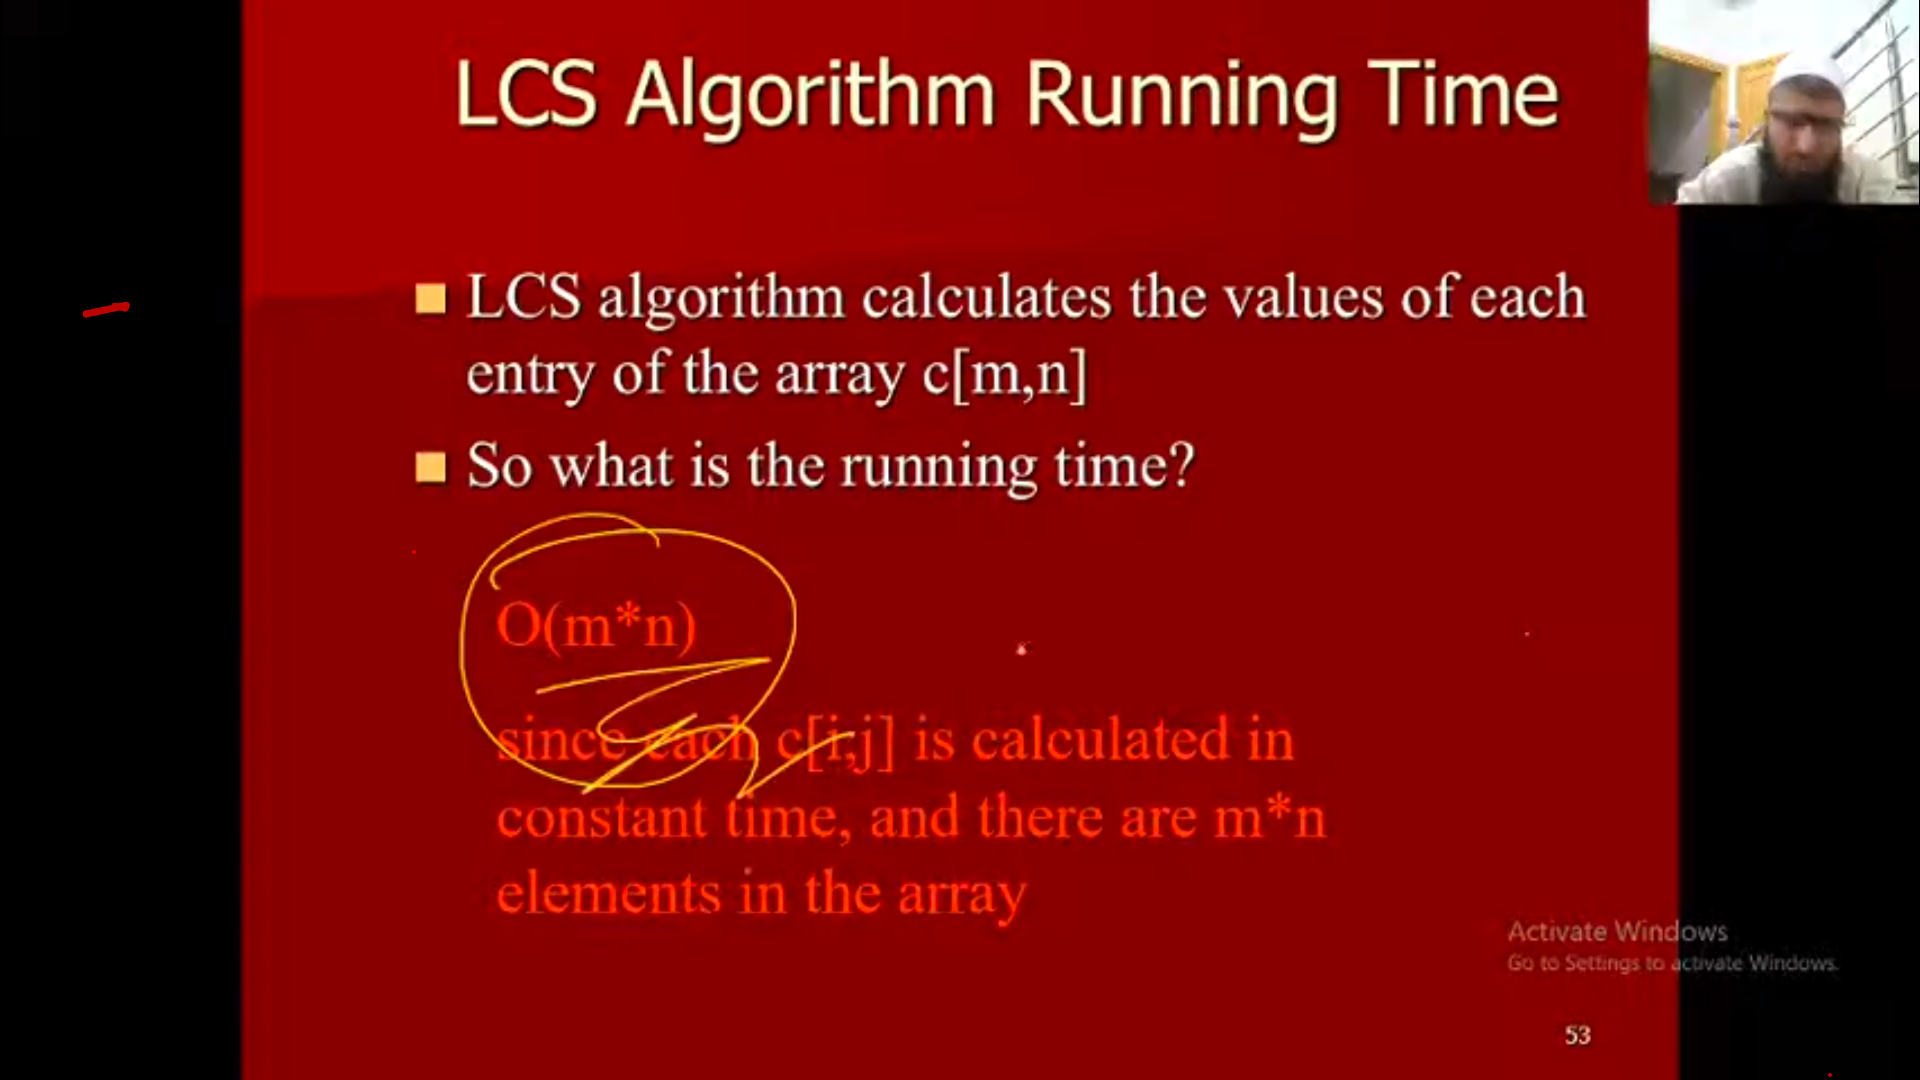 LCS Algorithm Running Time
LCS algorithm calculates the values of each
entry of the array c[m,n]
So what is the running time?
O(m*n)
since each c[i,j] is calculated in
constant time, and there are m*n
elements in the array
Activate Windows
Go to Settings to activate Windows.
53